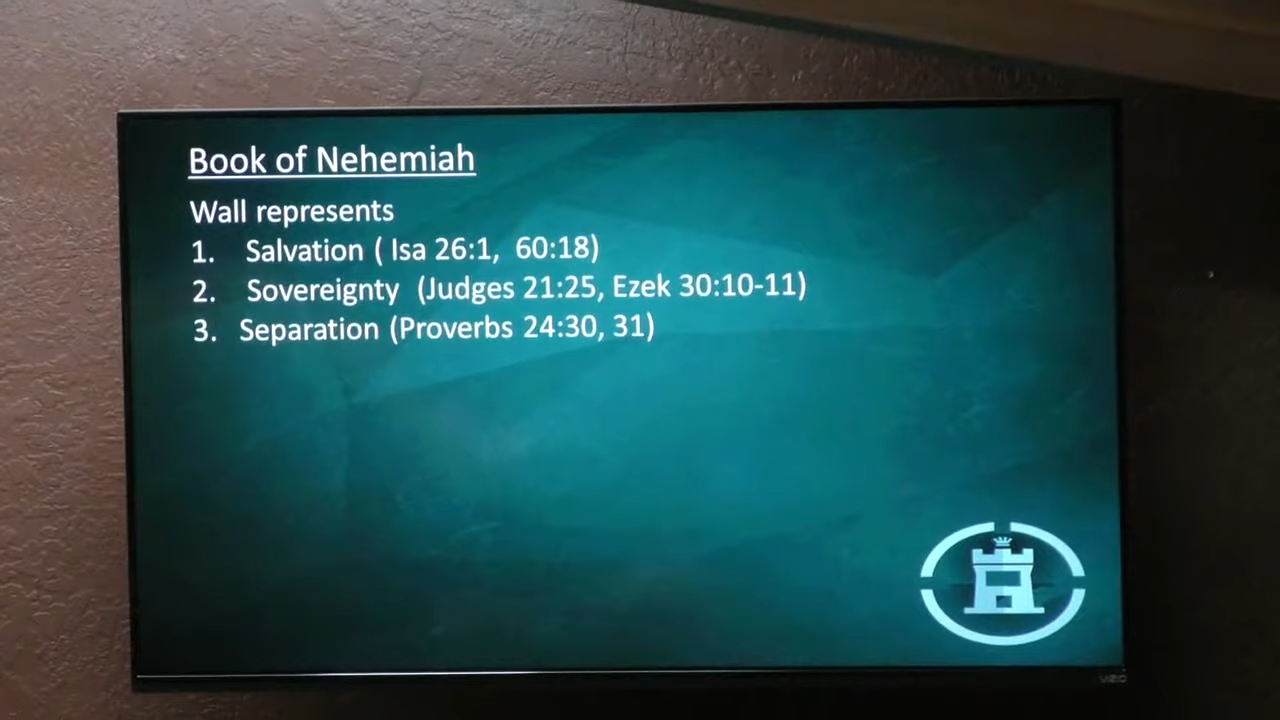 Book of Nehemiah
Wall represents
1. Salvation ( Isa 26:1, 60:18)
2. Sovereignty (Judges 21:25, Ezek 30:10-11)
3. Separation (Proverbs 24:30, 31)
VIZIO